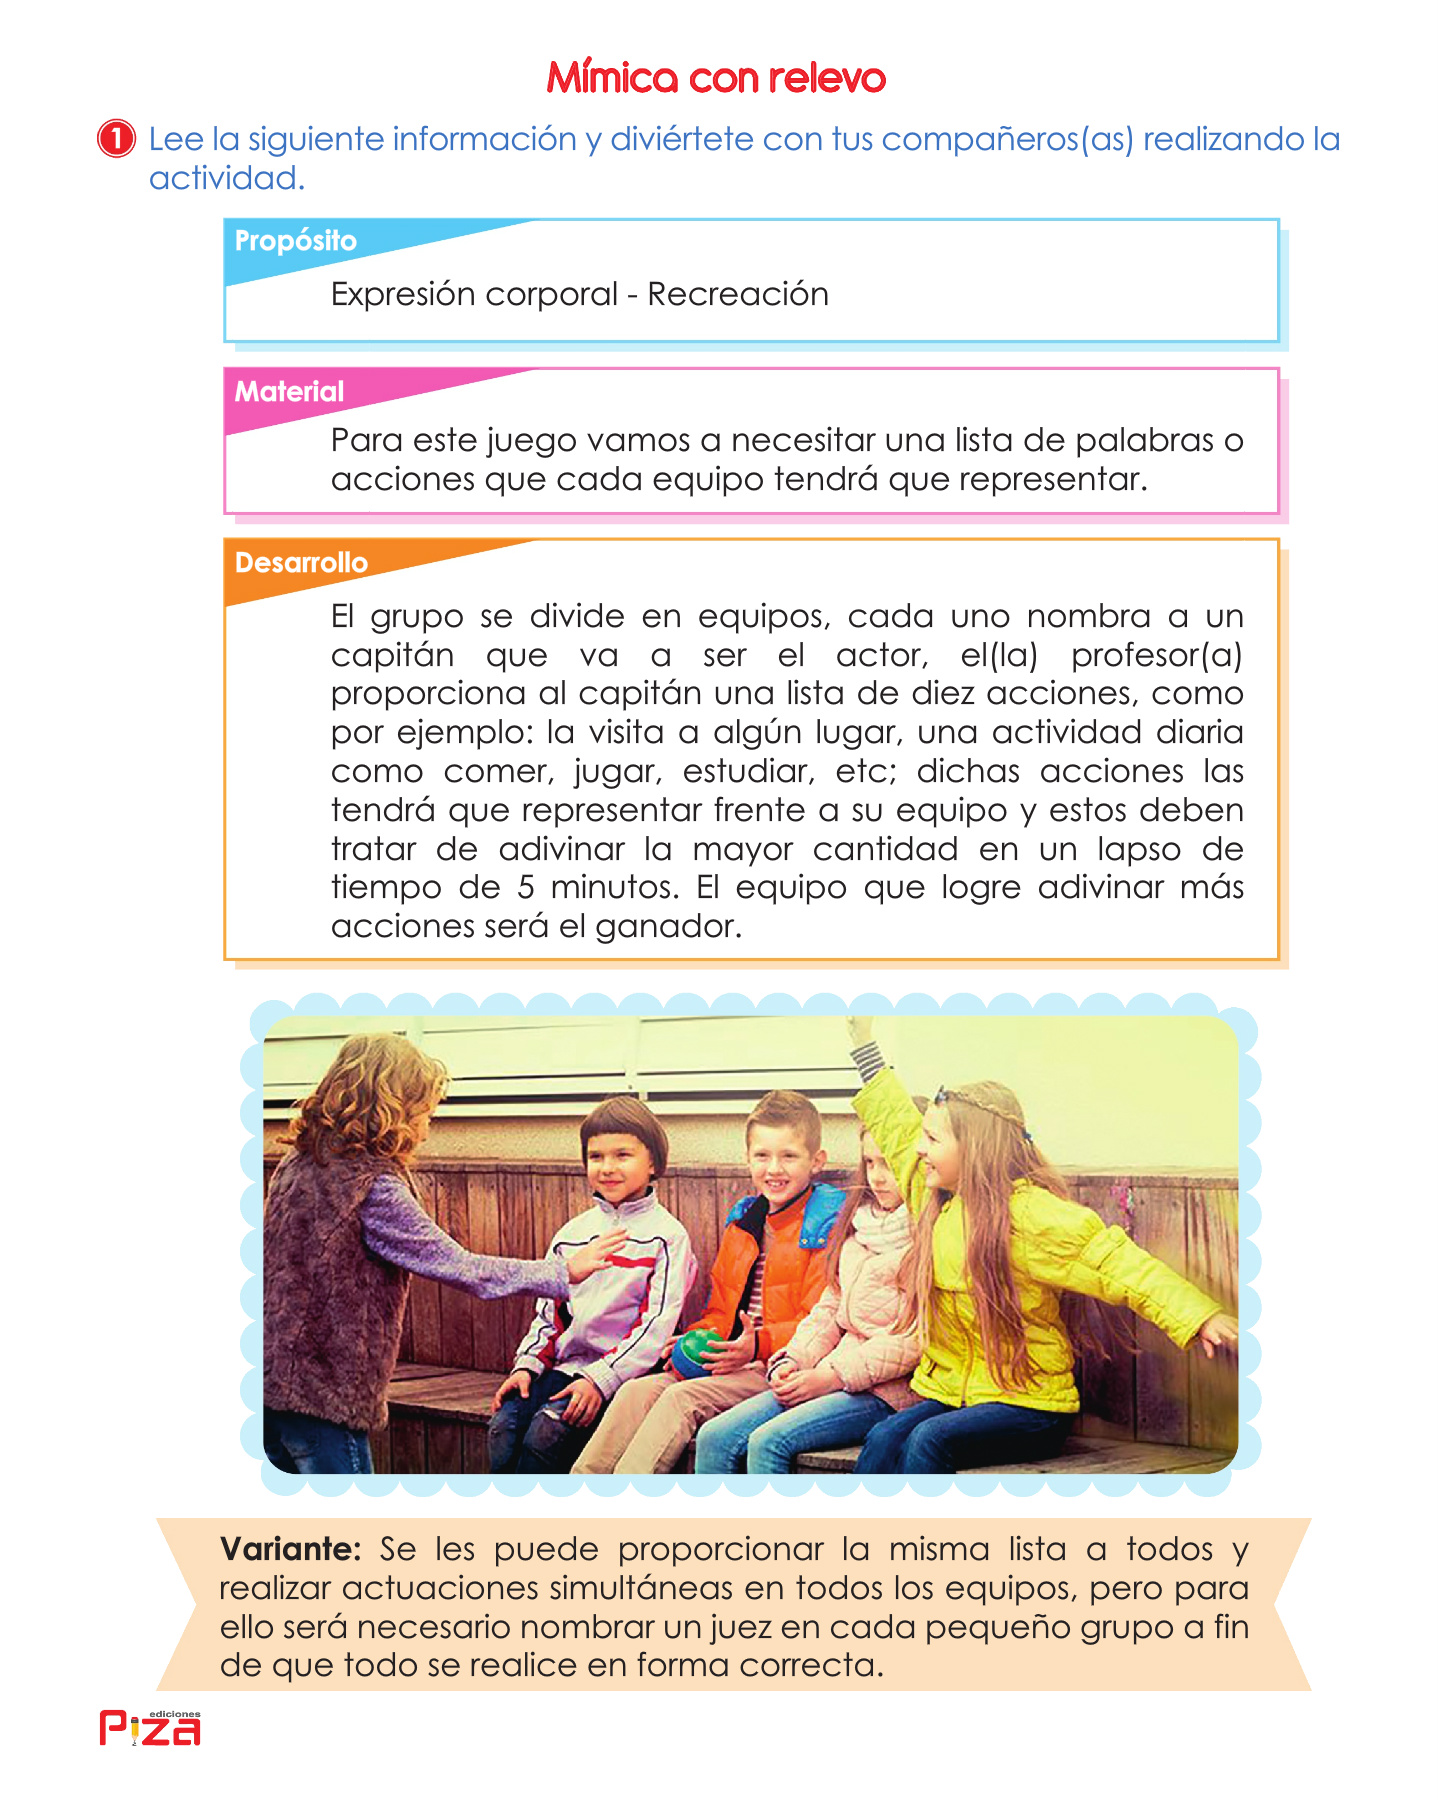 Mímica con relevo
1 Lee la siguiente información y diviértete con tus compañeros(as) realizando la
actividad.
Propósito
Expresión corporal - Recreación
Material
Para este juego vamos a necesitar una lista de palabras o
acciones que cada equipo tendrá que representar.
Desarrollo
El grupo se divide en equipos, cada uno nombra a un
capitán que va a ser el actor, el(la) profesor(a)
proporciona al capitán una lista de diez acciones, como
por ejemplo: la visita a algún lugar, una actividad diaria
como comer, jugar, estudiar, etc; dichas acciones las
tendrá que representar frente a su equipo y estos deben
tratar de adivinar la mayor cantidad en un lapso de
tiempo de 5 minutos. El equipo que logre adivinar más
acciones será el ganador.
Variante: Se les puede proporcionar la misma lista a todos y
realizar actuaciones simultáneas en todos los equipos, pero para
ello será necesario nombrar un juez en cada pequeño grupo a fin
de que todo se realice en forma correcta.
ediciones
Piza